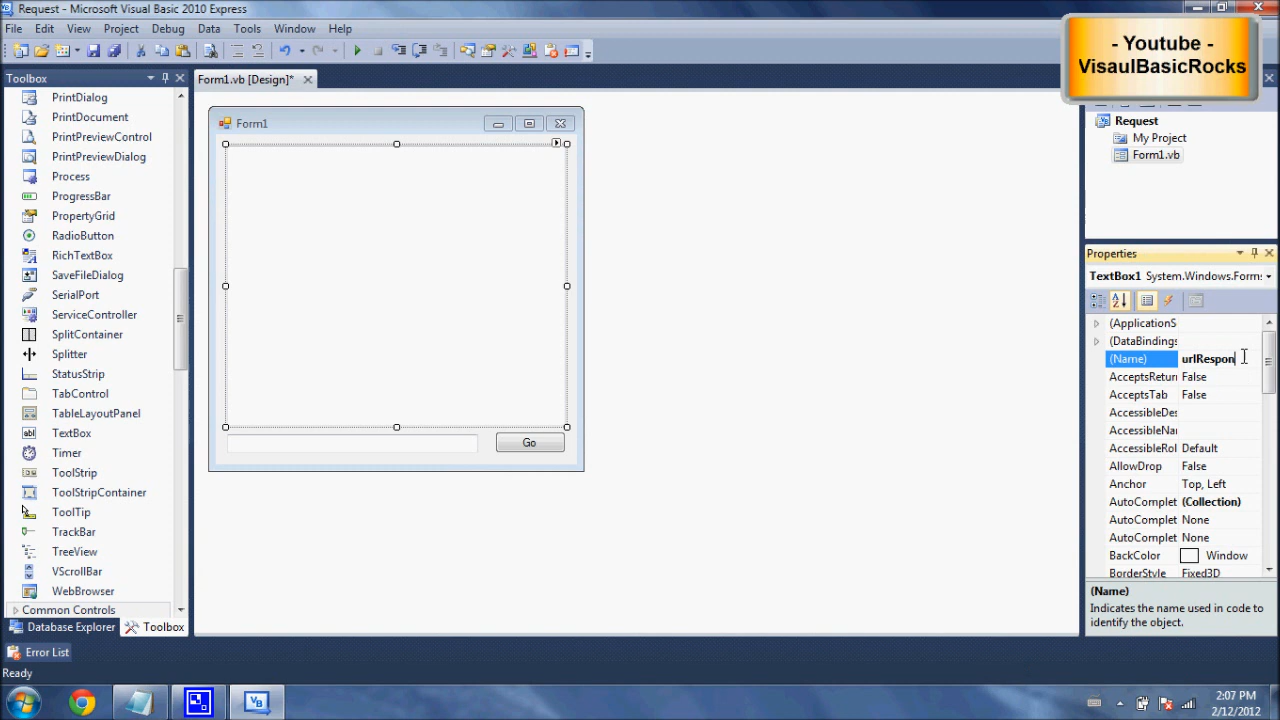 Request - Microsoft Visual Basic 2010 Express
File Edit View Project Debug Data Tools Window Help
- Youtube -
VisaulBasicRocks
Toolbox
PrintDialog
PrintDocument
PrintPreviewControl
PrintPreviewDialog
Process
ProgressBar
PropertyGrid
RadioButton
RichTextBox
SaveFileDialog
SerialPort
ServiceController
SplitContainer
Splitter
StatusStrip
TabControl
TableLayoutPanel
TextBox
Timer
ToolStrip
ToolStripContainer
ToolTip
TrackBar
TreeView
VScrollBar
WebBrowser
Common Controls
Database Explorer Toolbox
Form1.vb [Design]*
Form1
Go
Request
My Project
Form1.vb
Properties
TextBox1 System.Windows.Form:
(ApplicationS
(DataBindings
(Name) urlRespon
AcceptsReturn False
AcceptsTab False
AccessibleDes
AccessibleNar
AccessibleRol Default
AllowDrop False
Anchor Top, Left
AutoComplet (Collection)
AutoComplet None
AutoComplet None
BackColor Window
BorderStyle Fixed3D
(Name)
Indicates the name used in code to
identify the object.
Error List
Ready
2:07 PM
2/12/2012